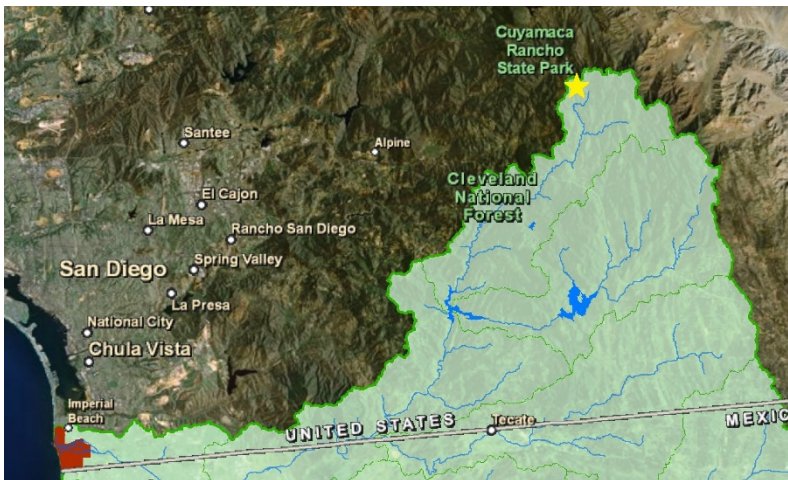 Cuyamaca
Rancho
State Park
Santee
Alpine
Cleveland
National
Forest
El Cajon
La Mesa
Rancho San Diego
San Diego
Spring Valley
La Presa
National City
Chula Vista
Imperial
Beach
UNITED STATES
Tecate
MEXIC